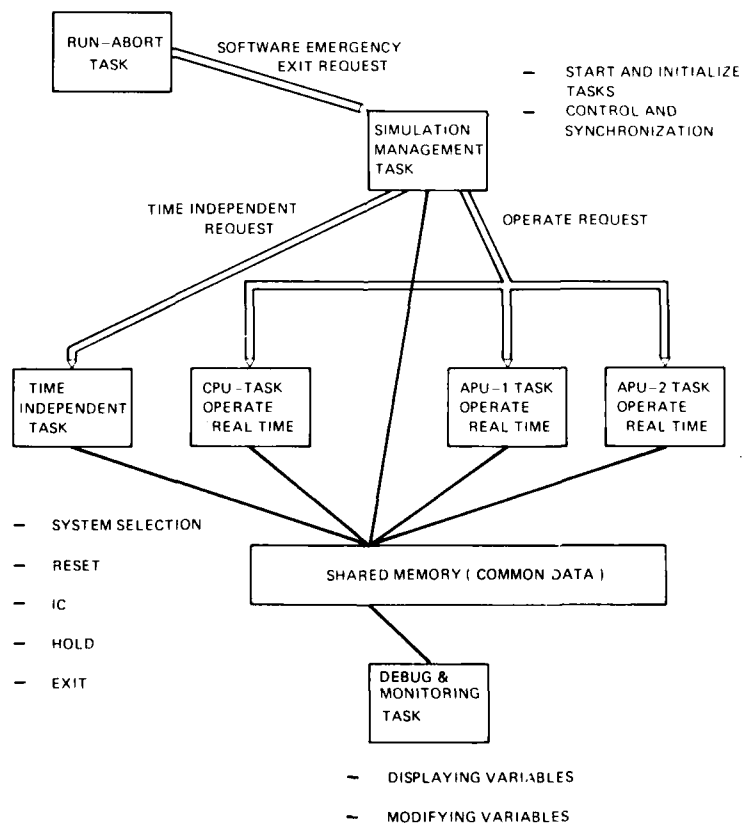 RUN-ABORT
TASK
SOFTWARE EMERGENCY
EXIT REQUEST
- START AND INITIALIZE
TASKS
- CONTROL AND
SYNCHRONIZATION
SIMULATION
MANAGEMENT
TASK
TIME INDEPENDENT
REQUEST
OPERATE REQUEST
TIME
INDEPENDENT
TASK
CPU-TASK
OPERATE
REAL TIME
APU-1 TASK
OPERATE
REAL TIME
APU-2 TASK
OPERATE
REAL TIME
- SYSTEM SELECTION
- RESET
- IC
- HOLD
- EXIT
SHARED MEMORY ( COMMON DATA )
DEBUG &
MONITORING
TASK
- DISPLAYING VARIABLES
- MODIFYING VARIABLES